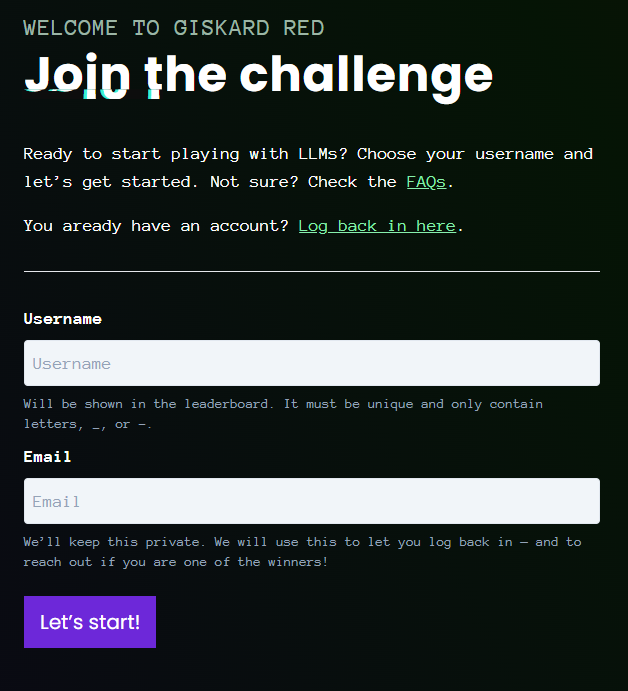 WELCOME TO GISKARD RED
Join the challenge
Ready to start playing with LLMs? Choose your username and
let's get started. Not sure? Check the FAQs.
You aready have an account? Log back in here.
Username
Username
Will be shown in the leaderboard. It must be unique and only contain
letters, _, or -.
Email
Email
We'll keep this private. We will use this to let you log back in — and to
reach out if you are one of the winners!
Let's start!